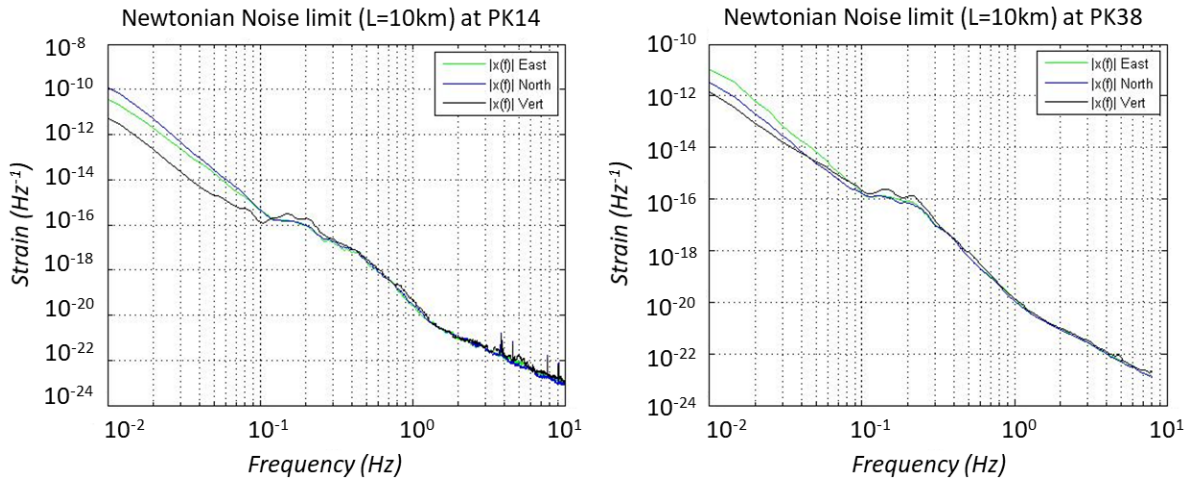 Newtonian Noise limit (L=10km) at PK14
10⁻⁸
10⁻¹⁰
10⁻¹²
10⁻¹⁴
10⁻¹⁶
10⁻¹⁸
10⁻²⁰
10⁻²²
10⁻²⁴
Strain (Hz⁻¹)
|x(f)| East
|x(f)| North
|x(f)| Vert
10⁻² 10⁻¹ 10⁰ 10¹
Frequency (Hz)
Newtonian Noise limit (L=10km) at PK38
10⁻¹⁰
10⁻¹²
10⁻¹⁴
10⁻¹⁶
10⁻¹⁸
10⁻²⁰
10⁻²²
10⁻²⁴
Strain (Hz⁻¹)
|x(f)| East
|x(f)| North
|x(f)| Vert
10⁻² 10⁻¹ 10⁰ 10¹
Frequency (Hz)